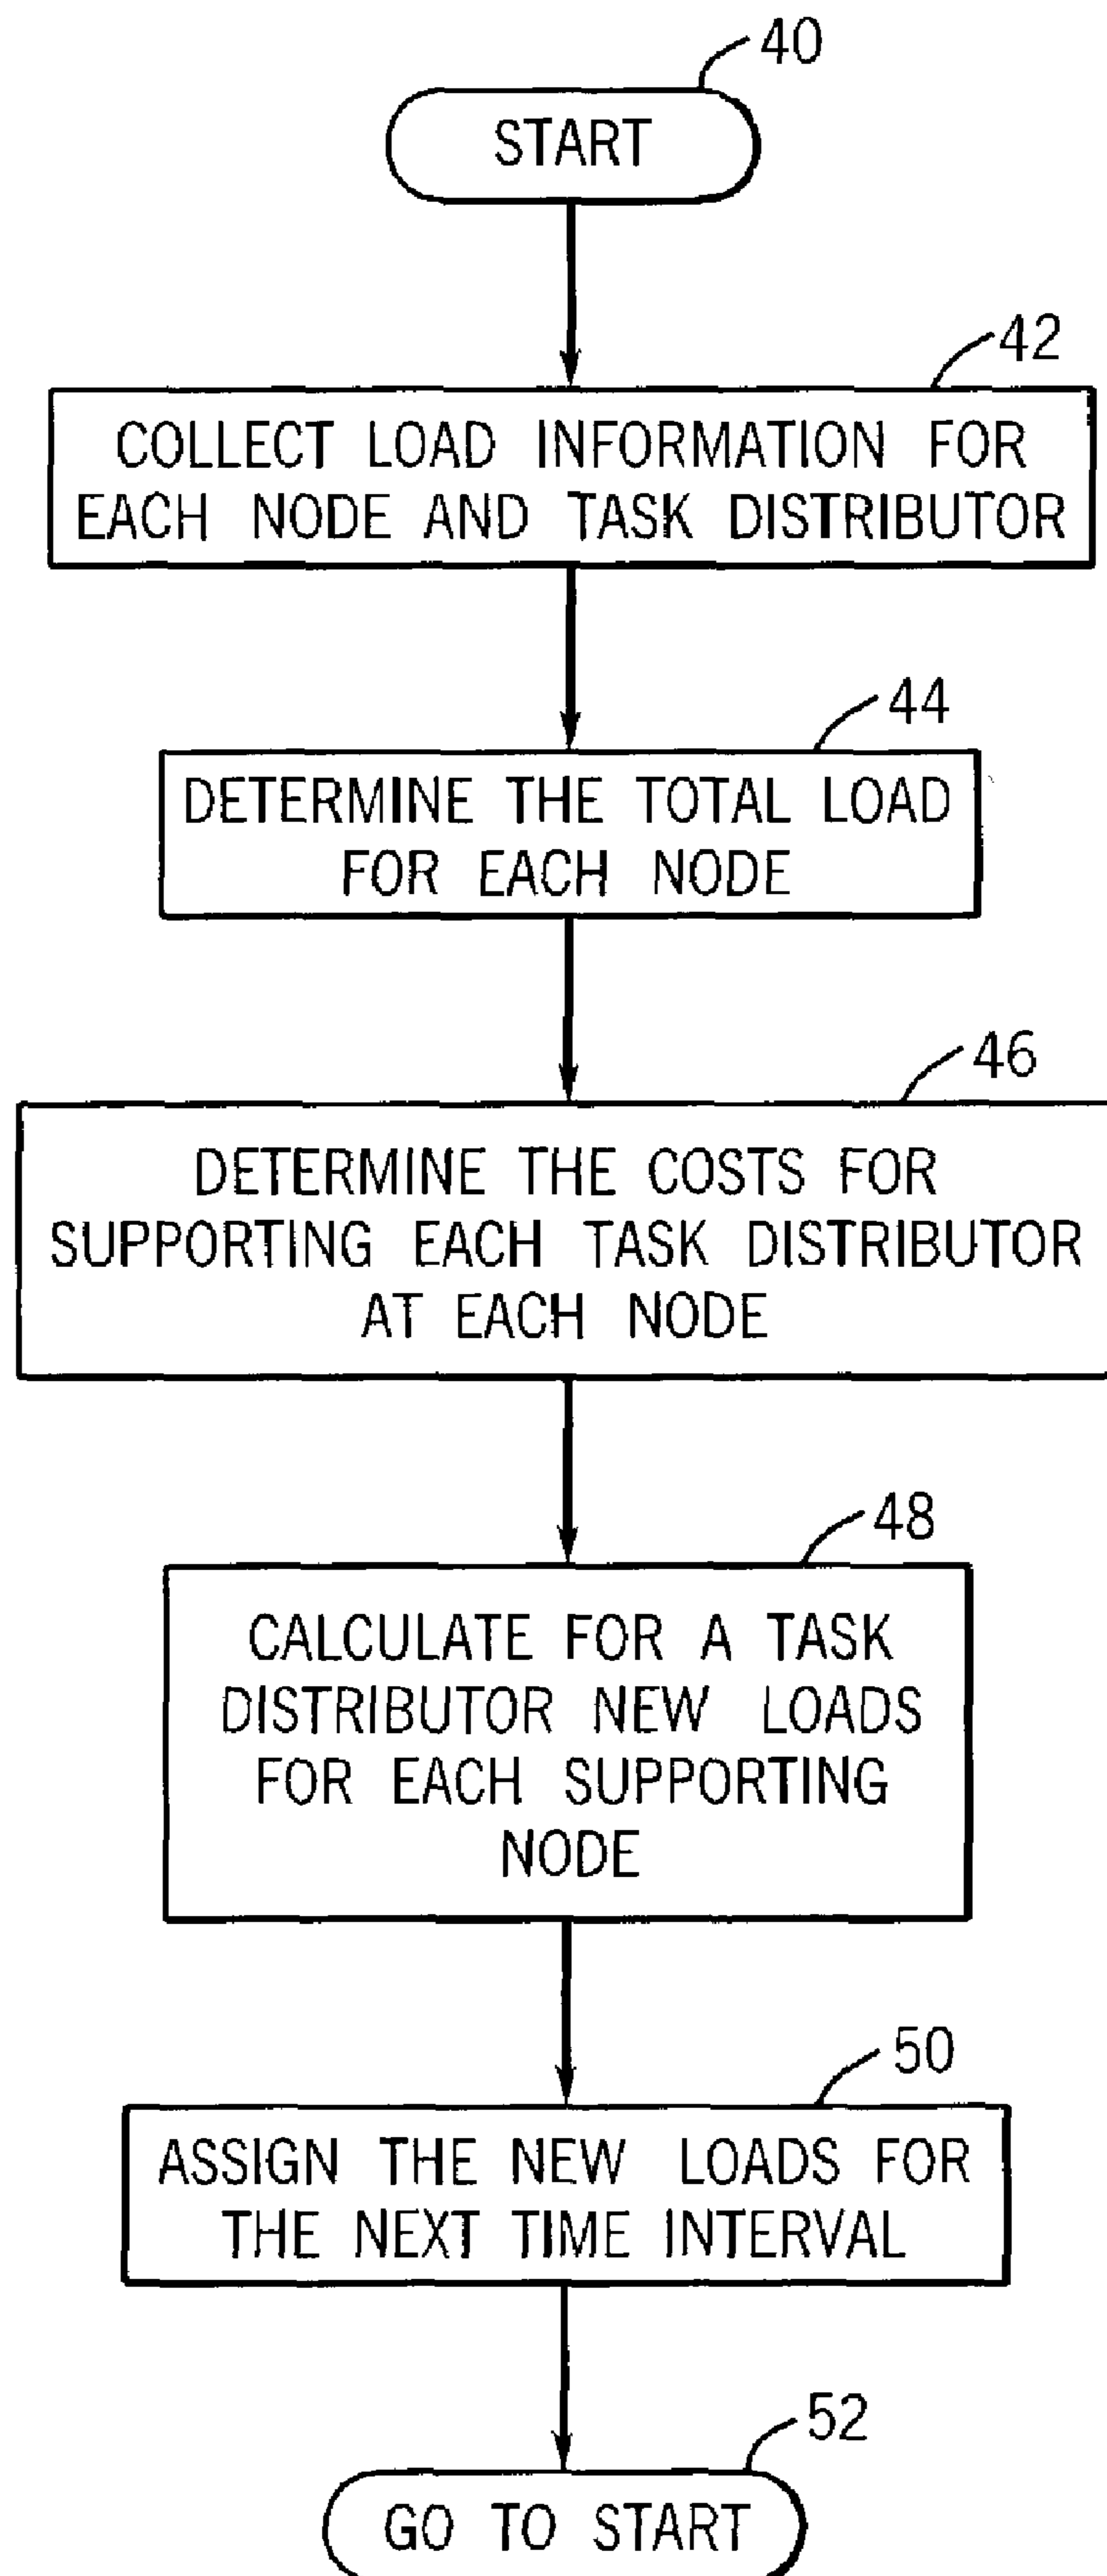 40
START
42
COLLECT LOAD INFORMATION FOR
EACH NODE AND TASK DISTRIBUTOR
44
DETERMINE THE TOTAL LOAD
FOR EACH NODE
46
DETERMINE THE COSTS FOR
SUPPORTING EACH TASK DISTRIBUTOR
AT EACH NODE
48
CALCULATE FOR A TASK
DISTRIBUTOR NEW LOADS
FOR EACH SUPPORTING
NODE
50
ASSIGN THE NEW LOADS FOR
THE NEXT TIME INTERVAL
52
GO TO START